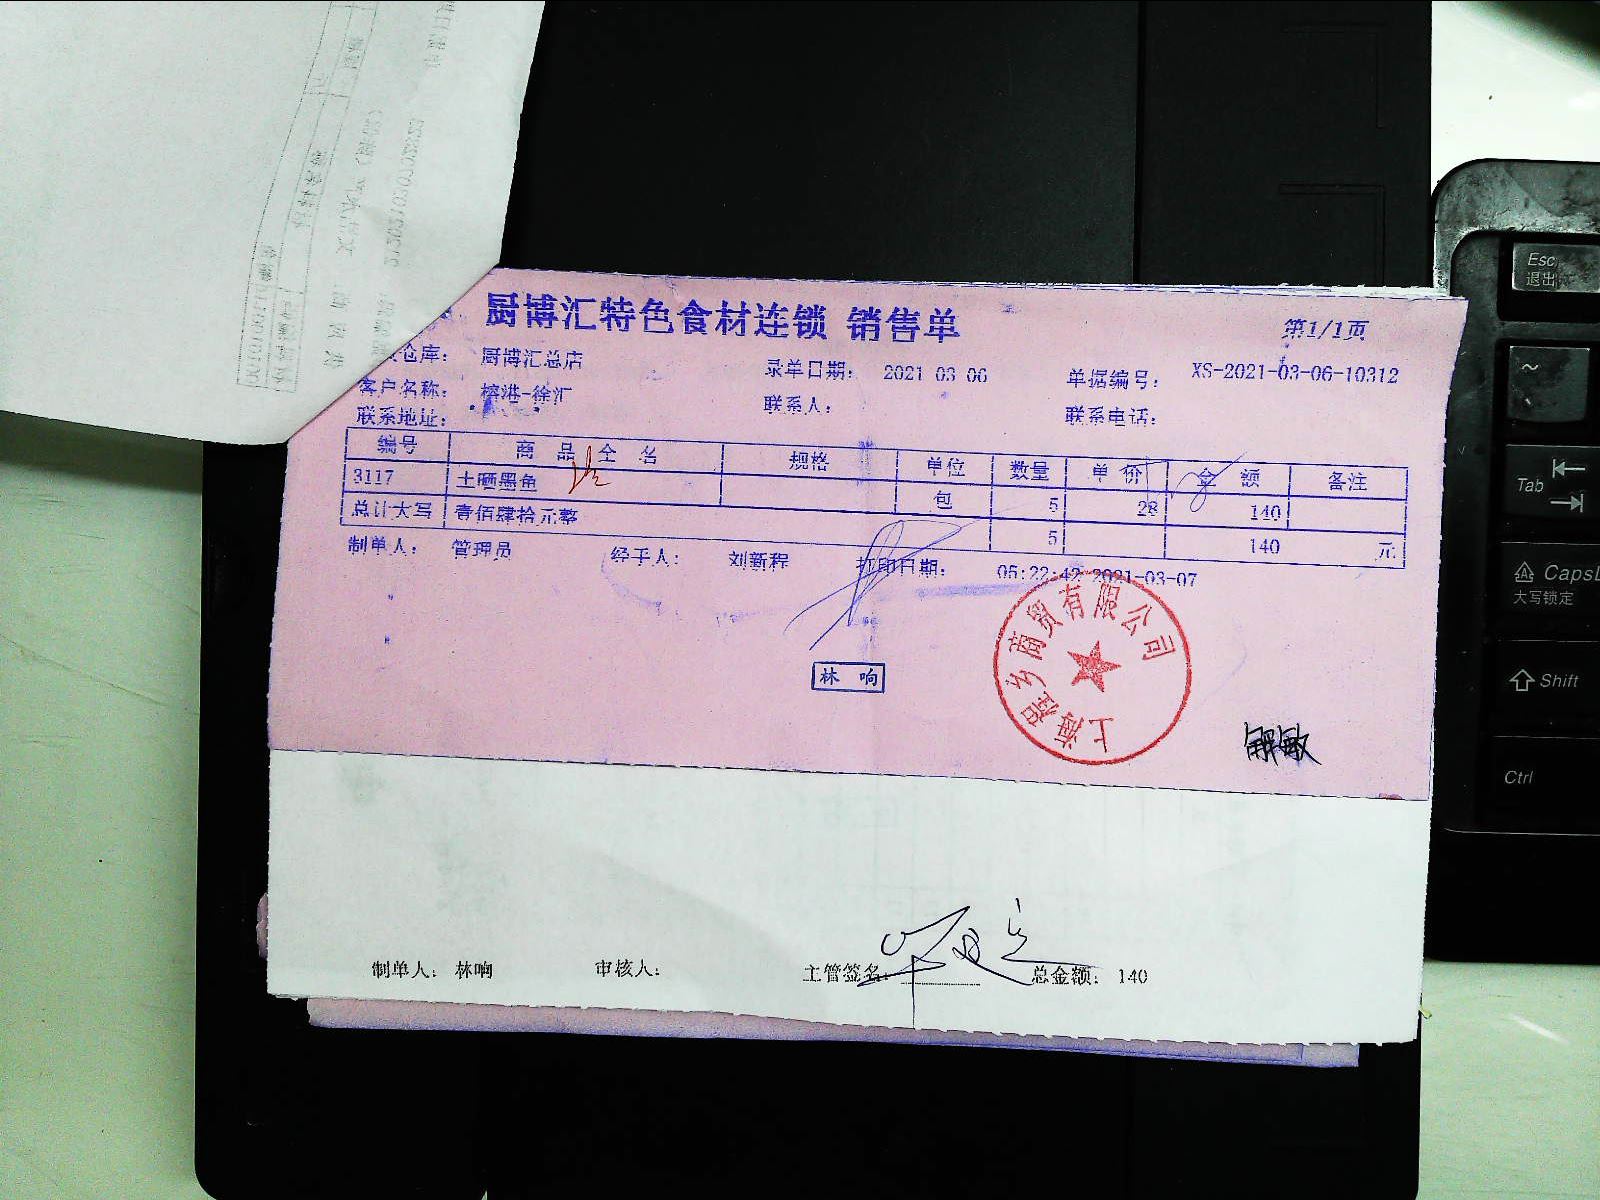 厨博汇特色食材连锁 销售单
第1/1页
仓库： 厨博汇总店 录单日期： 2021 03 06 单据编号： XS-2021-03-06-10312
客户名称： 榕港-徐汇 联系人： 联系电话：
联系地址：
编号 商品全名 规格 单位 数量 单价 金额 备注
3117 土晒墨鱼 包 5 28 140
总计大写 壹佰肆拾元整 5 140 元
制单人： 管理员 经手人： 刘新程 打印日期： 05:22:42 2021-03-07
上海程乡商贸有限公司
林响
解敏
制单人： 林响 审核人： 主管签名： 总金额： 140
Esc
退出
~
Tab
Caps
大写锁定
Shift
Ctrl